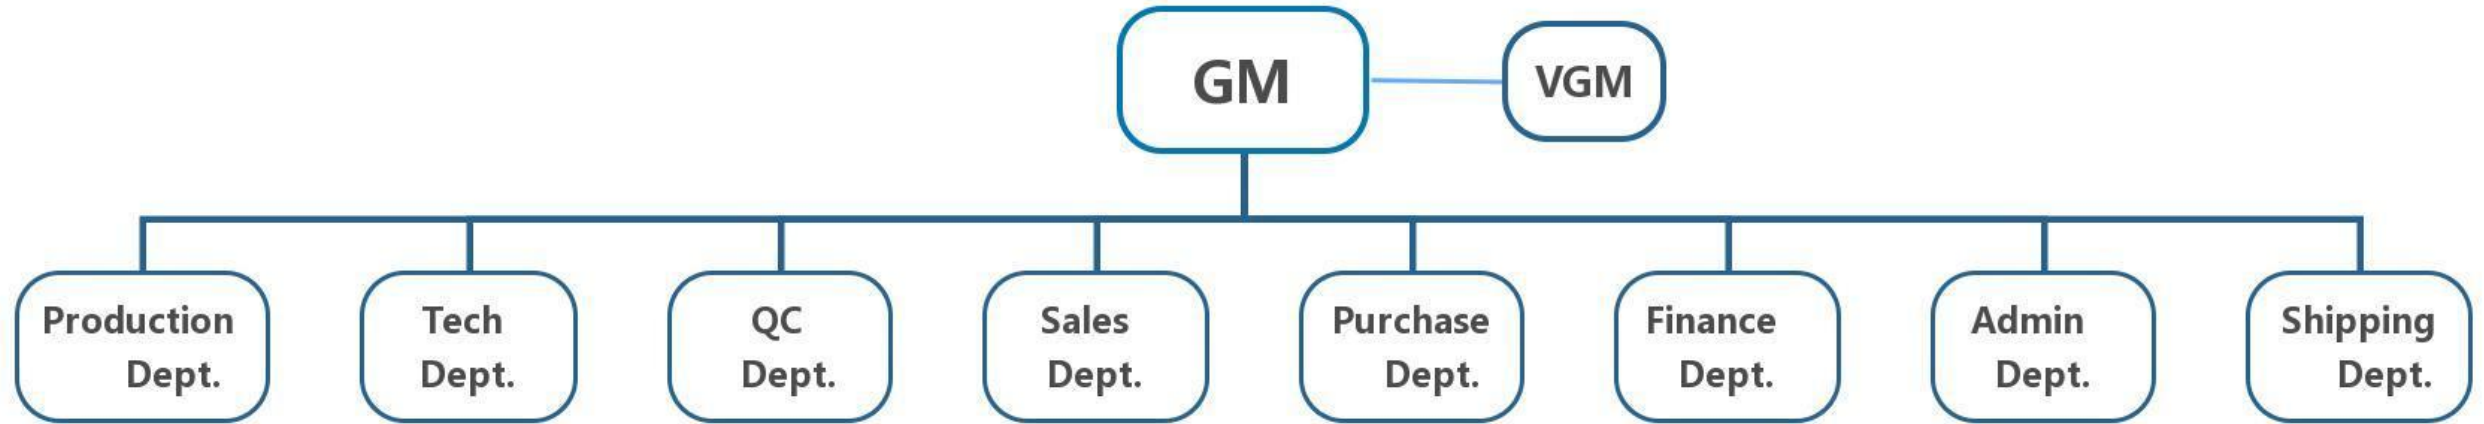 GM
VGM
Production
Dept.
Tech
Dept.
QC
Dept.
Sales
Dept.
Purchase
Dept.
Finance
Dept.
Admin
Dept.
Shipping
Dept.